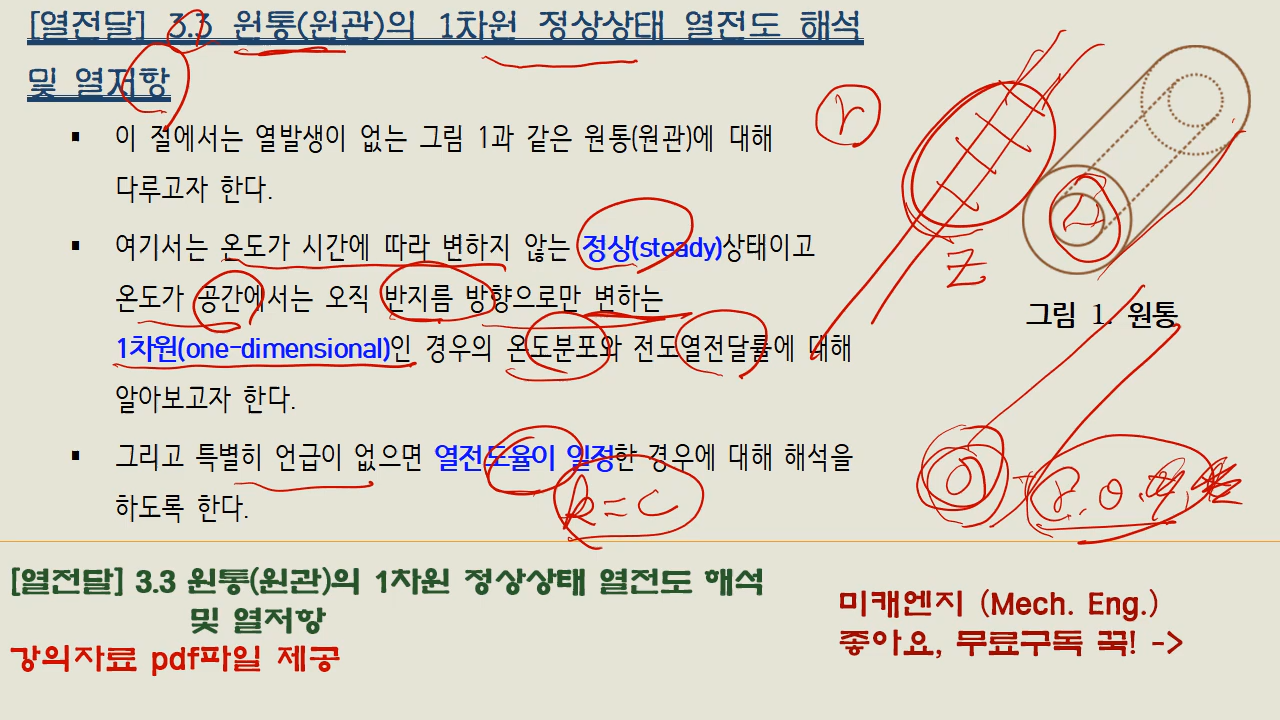 [열전달] 3.3 원통(원관)의 1차원 정상상태 열전도 해석
및 열저항
▪ 이 절에서는 열발생이 없는 그림 1과 같은 원통(원관)에 대해
다루고자 한다.
▪ 여기서는 온도가 시간에 따라 변하지 않는 정상(steady)상태이고
온도가 공간에서는 오직 반지름 방향으로만 변하는
1차원(one-dimensional)인 경우의 온도분포와 전도열전달률에 대해
알아보고자 한다.
▪ 그리고 특별히 언급이 없으면 열전도율이 일정한 경우에 대해 해석을
하도록 한다.
r
z
그림 1. 원통
k=c
[열전달] 3.3 원통(원관)의 1차원 정상상태 열전도 해석
및 열저항
강의자료 pdf파일 제공
미캐엔지 (Mech. Eng.)
좋아요, 무료구독 꾹! ->